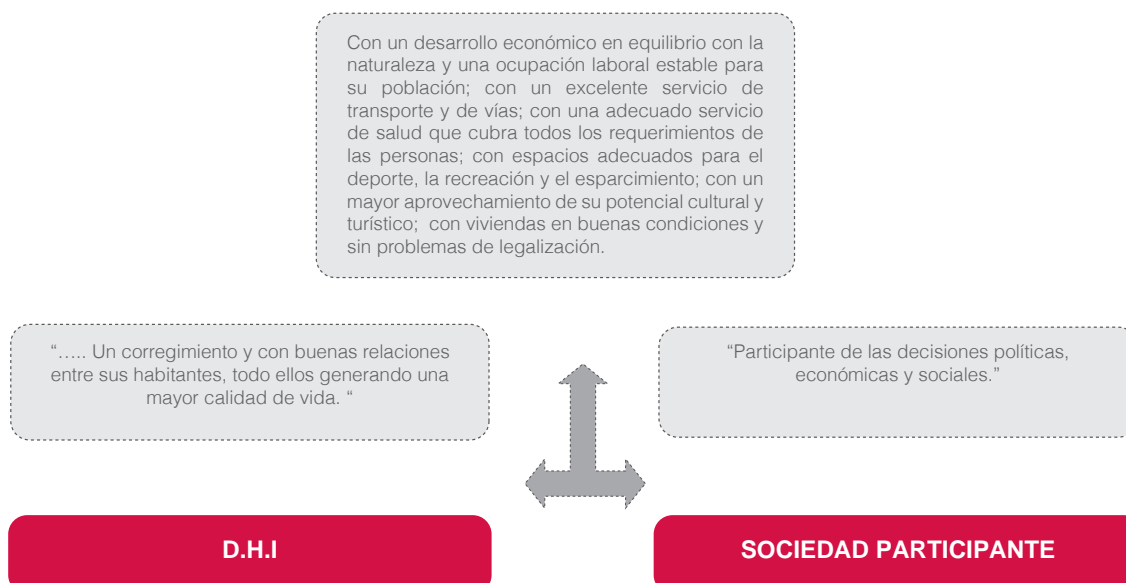 Con un desarrollo económico en equilibrio con la
naturaleza y una ocupación laboral estable para
su población; con un excelente servicio de
transporte y de vías; con una adecuado servicio
de salud que cubra todos los requerimientos de
las personas; con espacios adecuados para el
deporte, la recreación y el esparcimiento; con un
mayor aprovechamiento de su potencial cultural y
turístico; con viviendas en buenas condiciones y
sin problemas de legalización.
“….. Un corregimiento y con buenas relaciones
entre sus habitantes, todo ellos generando una
mayor calidad de vida. “
“Participante de las decisiones políticas,
económicas y sociales.”
D.H.I
SOCIEDAD PARTICIPANTE